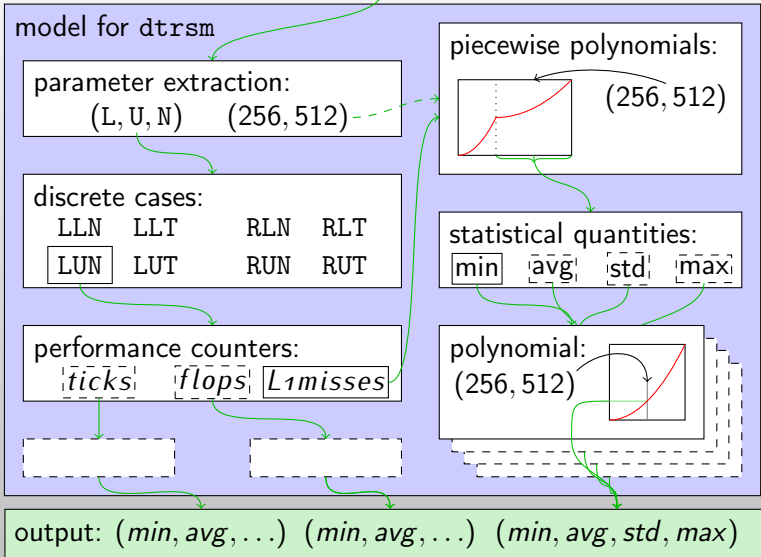 model for dtrsm
parameter extraction:
(L, U, N) (256, 512)
discrete cases:
LLN LLT RLN RLT
LUN LUT RUN RUT
performance counters:
ticks flops L1misses
piecewise polynomials:
(256, 512)
statistical quantities:
min avg std max
polynomial:
(256, 512)
output: (min, avg, . . .) (min, avg, . . .) (min, avg, std, max)